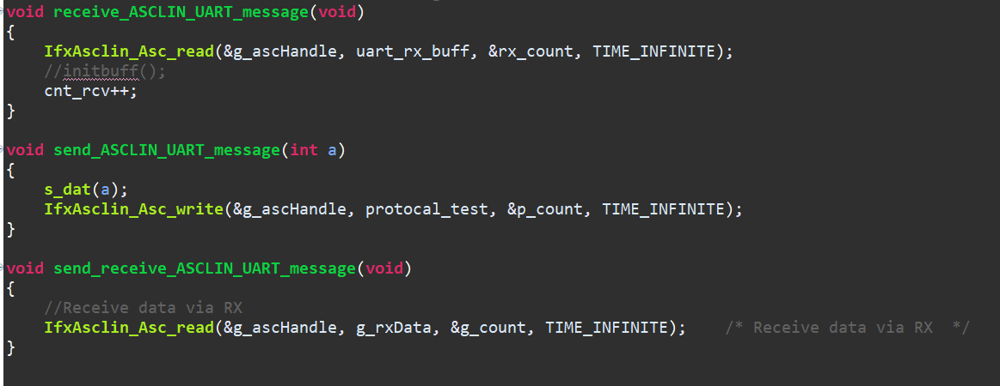 void receive_ASCLIN_UART_message(void)
{
    IfxAsclin_Asc_read(&g_ascHandle, uart_rx_buff, &rx_count, TIME_INFINITE);
    //initbuff();
    cnt_rcv++;
}
void send_ASCLIN_UART_message(int a)
{
    s_dat(a);
    IfxAsclin_Asc_write(&g_ascHandle, protocal_test, &p_count, TIME_INFINITE);
}
void send_receive_ASCLIN_UART_message(void)
{
    //Receive data via RX
    IfxAsclin_Asc_read(&g_ascHandle, g_rxData, &g_count, TIME_INFINITE);    /* Receive data via RX  */
}